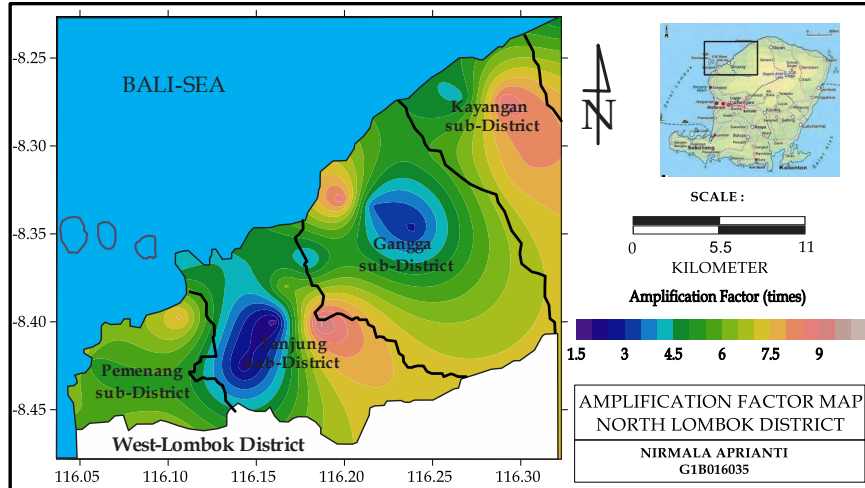 -8.25
-8.30
-8.35
-8.40
-8.45
116.05 116.10 116.15 116.20 116.25 116.30
BALI-SEA
Kayangan
sub-District
Gangga
sub-District
Tanjung
sub-District
Pemenang
sub-District
West-Lombok District
N
SCALE :
0 5.5 11
KILOMETER
Amplification Factor (times)
1.5 3 4.5 6 7.5 9
AMPLIFICATION FACTOR MAP
NORTH LOMBOK DISTRICT
NIRMALA APRIANTI
G1B016035